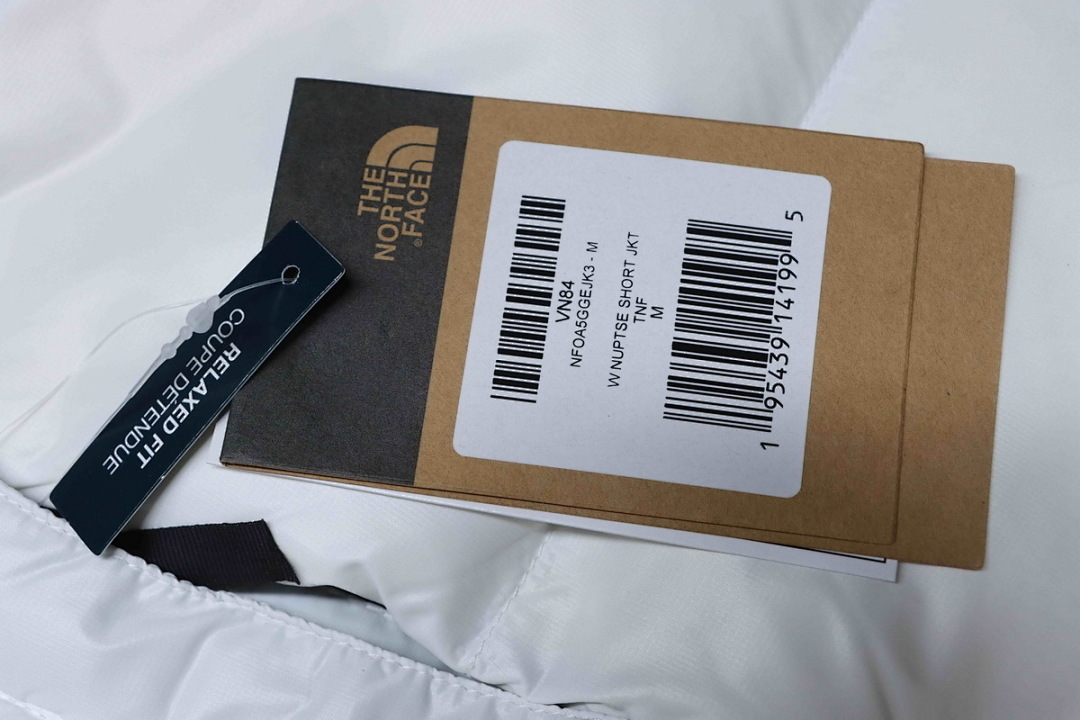 THE
NORTH
FACE®
VN84
NF0A5GGEJK3 - M
W NUPTSE SHORT JKT
TNF
M
1 95439 14199 5
RELAXED FIT
COUPE DÉTENDUE